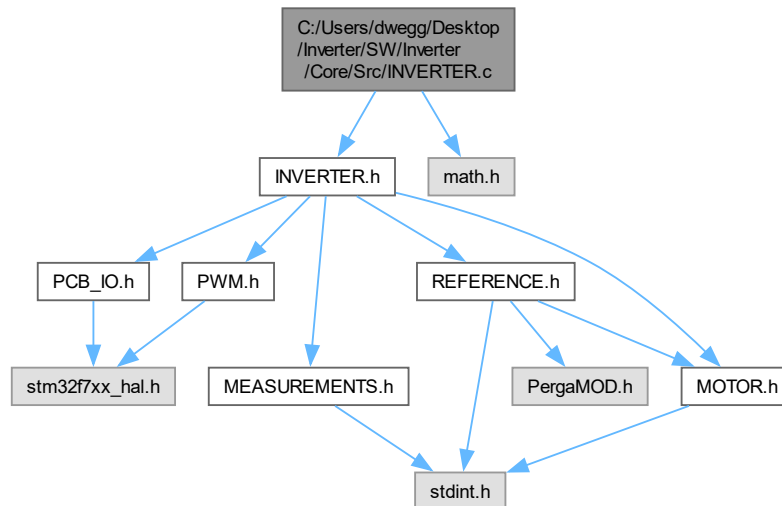 C:/Users/dwegg/Desktop
/Inverter/SW/Inverter
/Core/Src/INVERTER.c
INVERTER.h
math.h
PCB_IO.h
PWM.h
REFERENCE.h
stm32f7xx_hal.h
MEASUREMENTS.h
PergaMOD.h
MOTOR.h
stdint.h